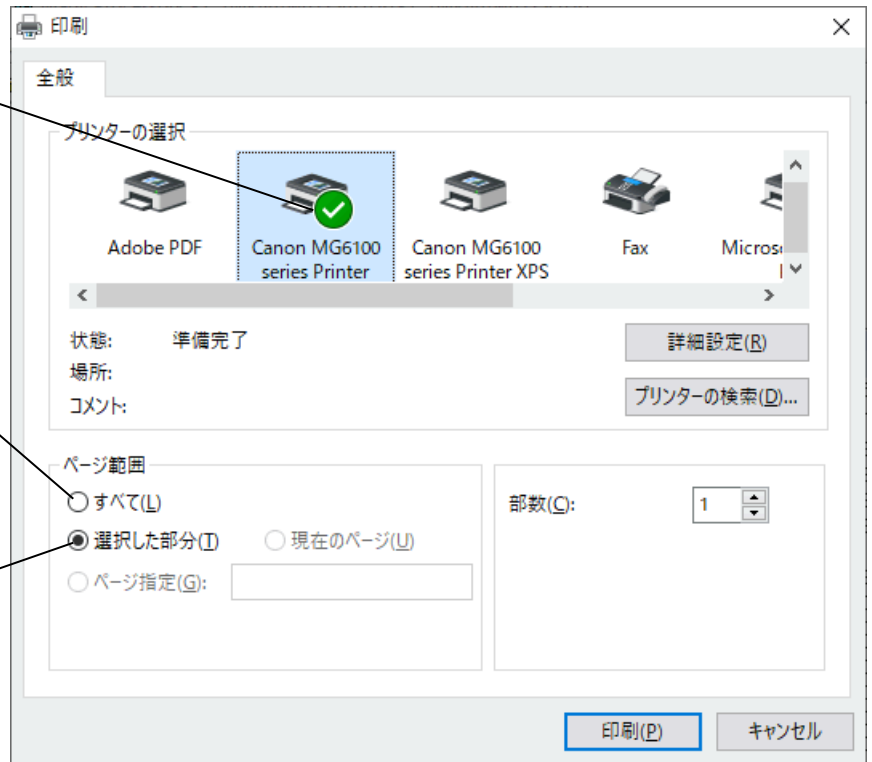 印刷
全般
プリンターの選択
Adobe PDF
Canon MG6100
series Printer
Canon MG6100
series Printer XPS
Fax
Micros
状態: 準備完了
詳細設定(R)
場所:
プリンターの検索(D)...
コメント:
ページ範囲
すべて(L)
部数(C): 1
選択した部分(T) 現在のページ(U)
ページ指定(G):
印刷(P) キャンセル